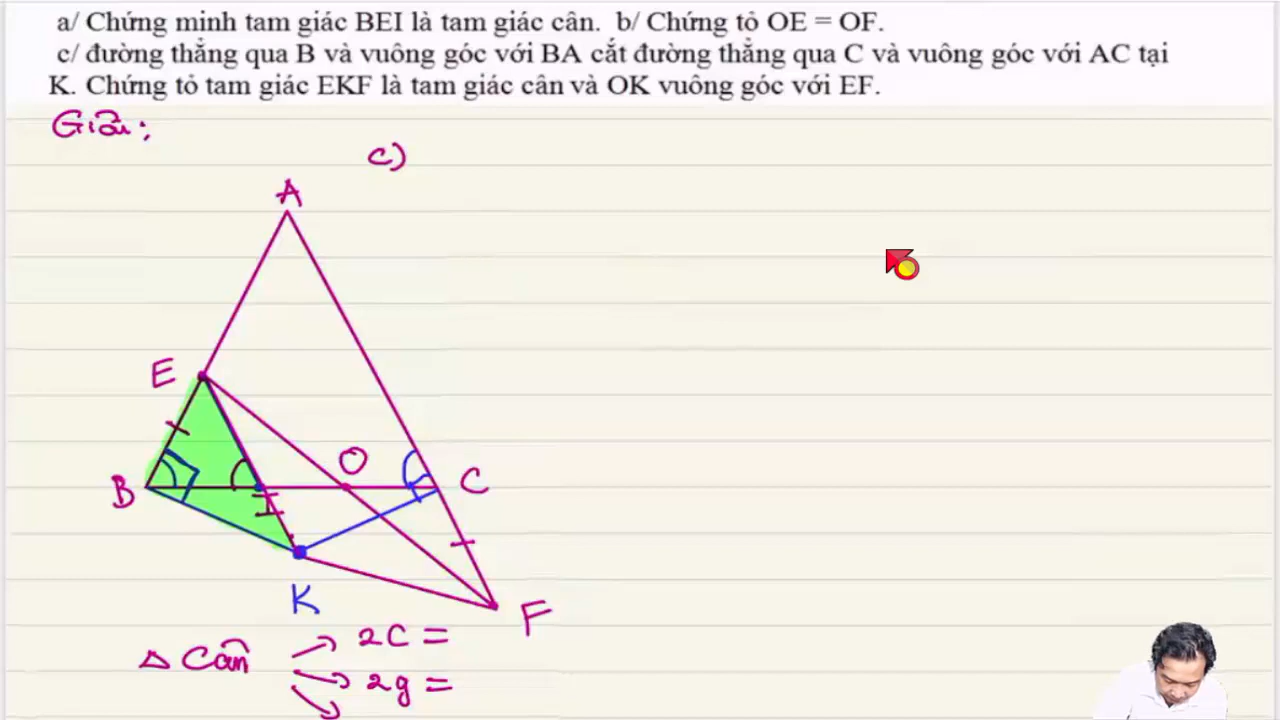 a/ Chứng minh tam giác BEI là tam giác cân. b/ Chứng tỏ OE = OF.
c/ đường thẳng qua B và vuông góc với BA cắt đường thẳng qua C và vuông góc với AC tại
K. Chứng tỏ tam giác EKF là tam giác cân và OK vuông góc với EF.
Giải:
c)
A
E
O
B
I
C
K
F
Δ Cân
2C =
2g =